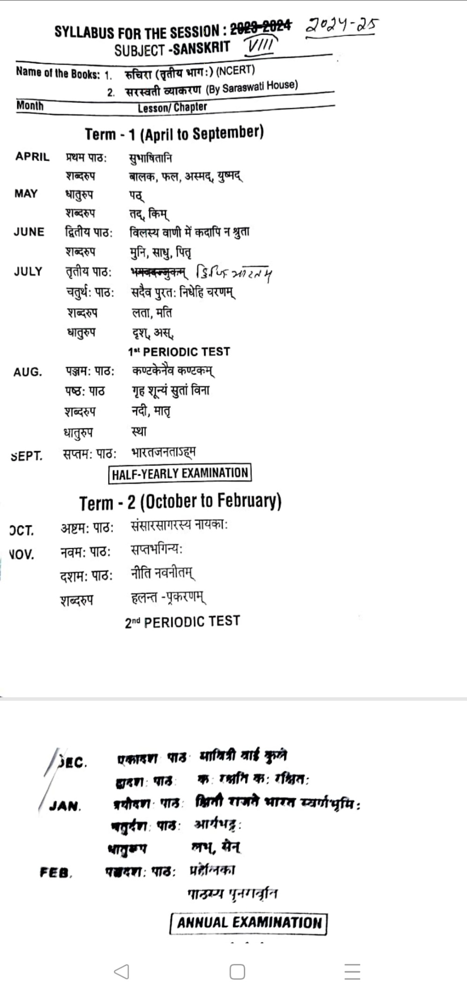 SYLLABUS FOR THE SESSION : 2023-2024 2024-25
SUBJECT -SANSKRIT VIII
Name of the Books: 1. रुचिरा (तृतीय भाग:) (NCERT)
2. सरस्वती व्याकरण (By Saraswati House)
Month Lesson/ Chapter
Term - 1 (April to September)
APRIL प्रथम पाठ: सुभाषितानि
शब्दरुप बालक, फल, अस्मद्, युष्मद्
MAY धातुरुप पठ्
शब्दरुप तद्, किम्
JUNE द्वितीय पाठ: विलस्य वाणी में कदापि न श्रुता
शब्दरुप मुनि, साधु, पितृ
JULY तृतीय पाठ: भगवदज्जुकम् डिजि भारतम्
चतुर्थ: पाठ: सदैव पुरत: निधेहि चरणम्
शब्दरुप लता, मति
धातुरुप दृश्, अस्,
1st PERIODIC TEST
AUG. पञ्चम: पाठ: कण्टकेनैव कण्टकम्
षष्ठ: पाठ गृह शून्यं सुतां विना
शब्दरुप नदी, मातृ
धातुरुप स्था
SEPT. सप्तम: पाठ: भारतजनताऽहम
HALF-YEARLY EXAMINATION
Term - 2 (October to February)
OCT. अष्टम: पाठ: संसारसागरस्य नायका:
NOV. नवम: पाठ: सप्तभगिन्य:
दशम: पाठ: नीति नवनीतम्
शब्दरुप हलन्त -प्रकरणम्
2nd PERIODIC TEST
DEC. एकादश पाठ सावित्री बाई फुले
द्वादश: पाठ: क: रक्षति क: रक्षित:
JAN. त्रयोदश: पाठ: क्षिती राजते भारत स्वर्णभूमि:
चतुर्दश: पाठ: आर्यभट्ट:
धातुरूप लभ्, सेव्
FEB. पञ्चदश: पाठ: प्रहेलिका
ANNUAL EXAMINATION